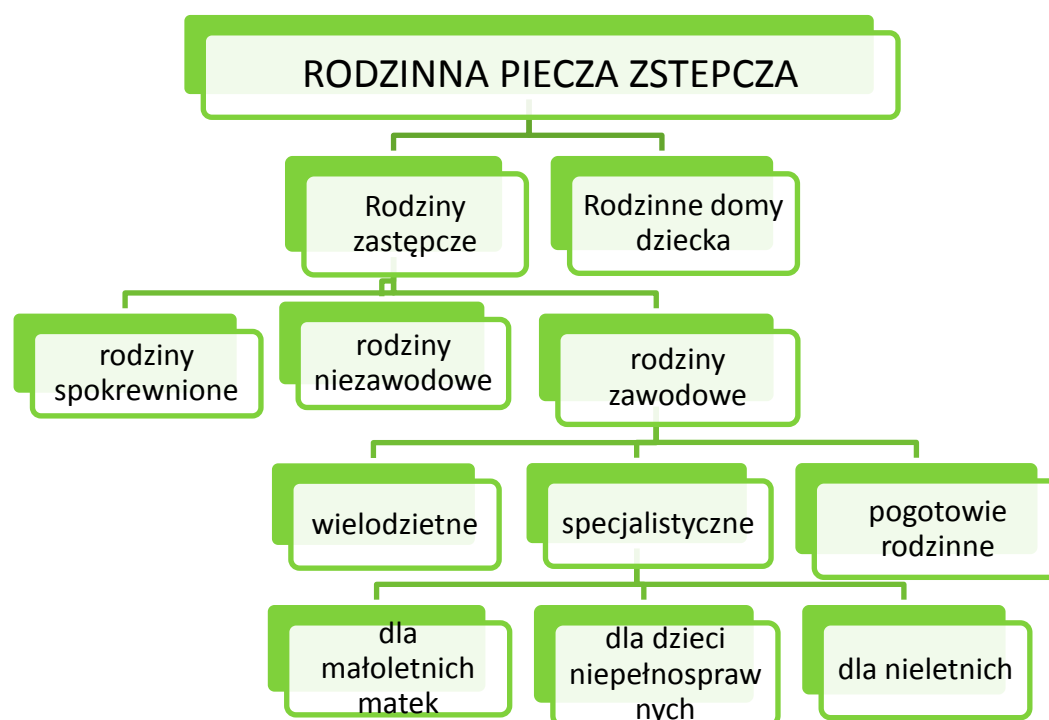 RODZINNA PIECZA ZSTEPCZA
Rodziny
zastępcze
Rodzinne domy
dziecka
rodziny
spokrewnione
rodziny
niezawodowe
rodziny
zawodowe
wielodzietne
specjalistyczne
pogotowie
rodzinne
dla
małoletnich
matek
dla dzieci
niepełnospraw
nych
dla nieletnich